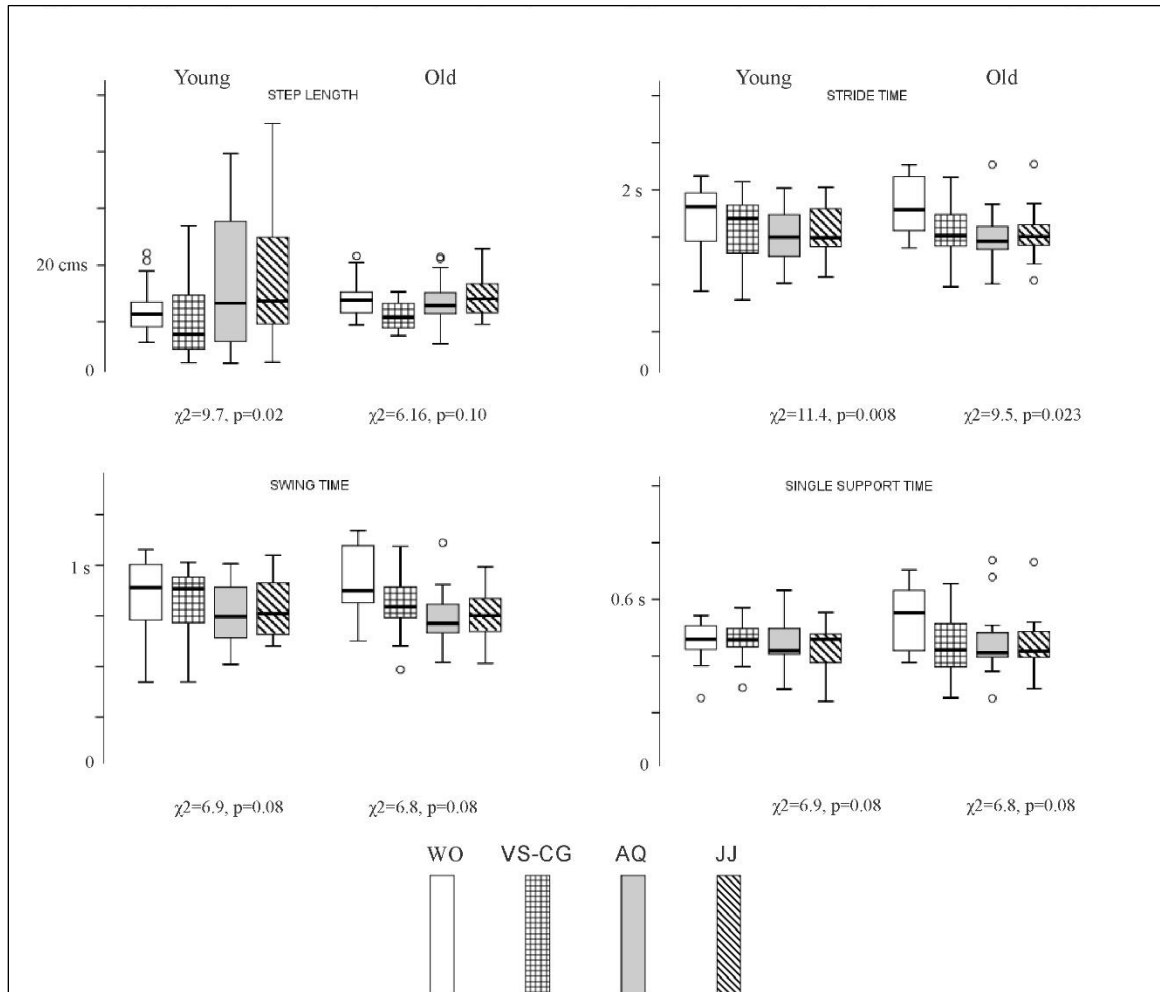 Young Old
STEP LENGTH
20 cms
0
χ2=9.7, p=0.02 χ2=6.16, p=0.10
Young Old
STRIDE TIME
2 s
0
χ2=11.4, p=0.008 χ2=9.5, p=0.023
SWING TIME
1 s
0
χ2=6.9, p=0.08 χ2=6.8, p=0.08
SINGLE SUPPORT TIME
0.6 s
0
χ2=6.9, p=0.08 χ2=6.8, p=0.08
WO VS-CG AQ JJ